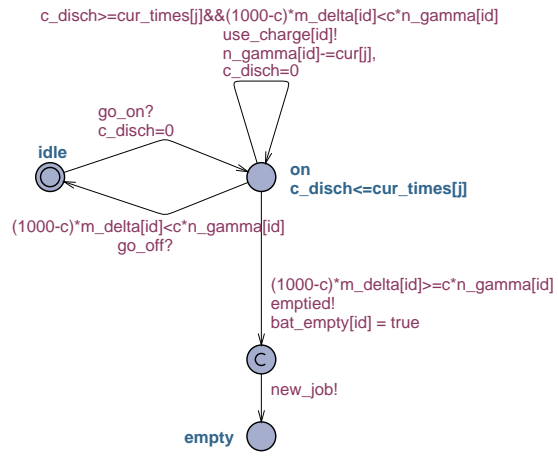 c_disch>=cur_times[j]&&(1000-c)*m_delta[id]<c*n_gamma[id]
use_charge[id]!
n_gamma[id]-=cur[j],
c_disch=0
go_on?
c_disch=0
idle
on
c_disch<=cur_times[j]
(1000-c)*m_delta[id]<c*n_gamma[id]
go_off?
(1000-c)*m_delta[id]>=c*n_gamma[id]
emptied!
bat_empty[id] = true
C
new_job!
empty